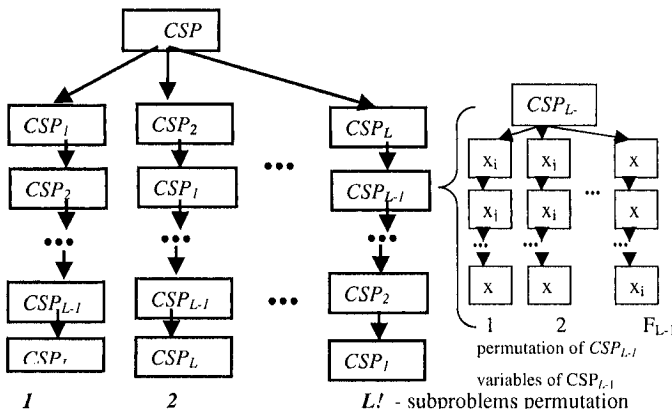 CSP
CSP1 CSP2 CSPL
CSP2 CSP1 CSPL-1
CSPL-1 CSPL-1 CSP2
CSPL CSPL CSP1
1 2 L! - subproblems permutation
CSPL-
xi xj x
xj xi x
x x xi
1 2 FL-1
permutation of CSPL-1
variables of CSPL-1